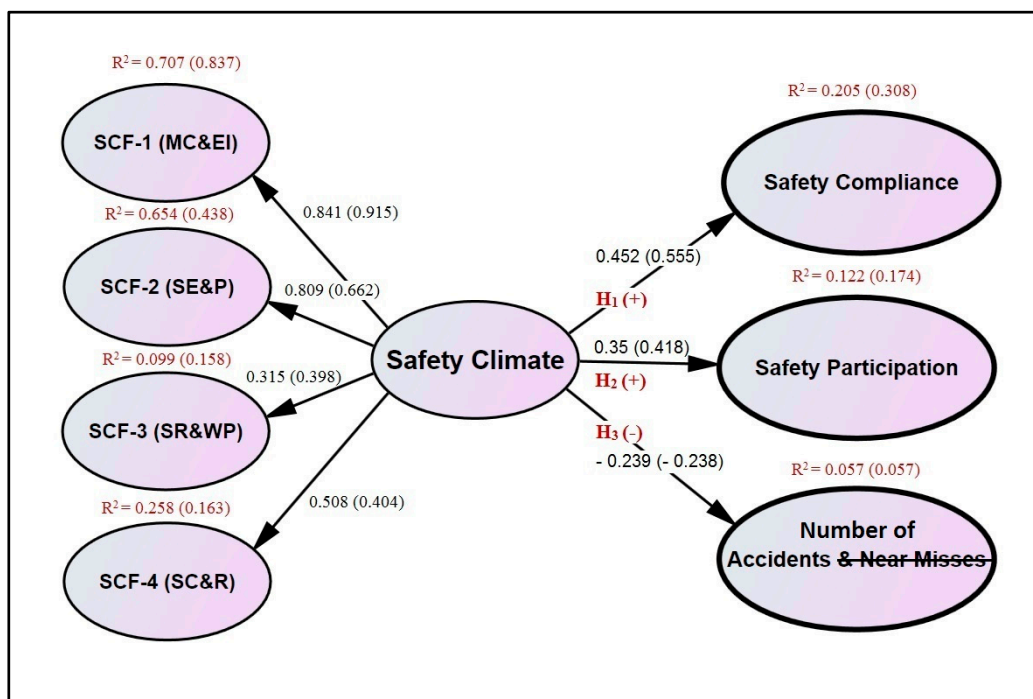 R² = 0.707 (0.837)
SCF-1 (MC&EI)
0.841 (0.915)
R² = 0.654 (0.438)
SCF-2 (SE&P)
0.809 (0.662)
R² = 0.099 (0.158)
0.315 (0.398)
SCF-3 (SR&WP)
R² = 0.258 (0.163)
0.508 (0.404)
SCF-4 (SC&R)
Safety Climate
R² = 0.205 (0.308)
Safety Compliance
0.452 (0.555)
H₁ (+)
R² = 0.122 (0.174)
0.35 (0.418)
Safety Participation
H₂ (+)
H₃ (-)
- 0.239 (- 0.238)
R² = 0.057 (0.057)
Number of
Accidents & Near Misses